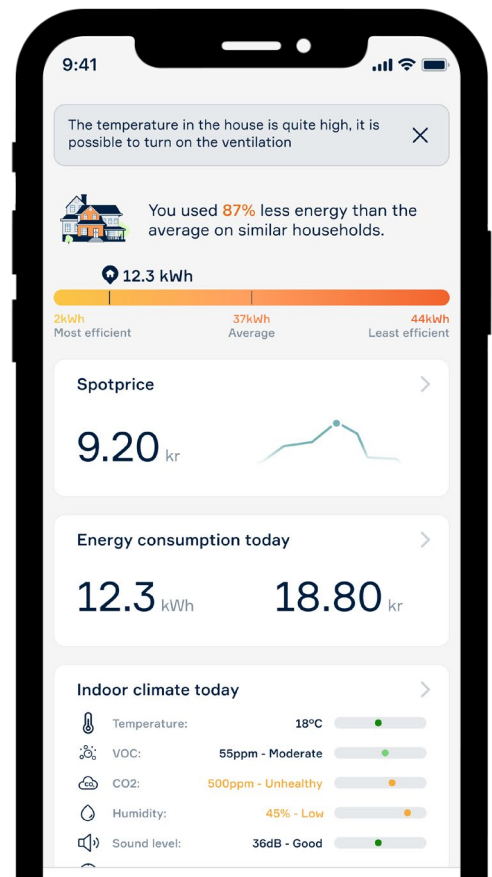 9:41
The temperature in the house is quite high, it is
possible to turn on the ventilation
You used 87% less energy than the
average on similar households.
12.3 kWh
2kWh 37kWh 44kWh
Most efficient Average Least efficient
Spotprice
9.20 kr
Energy consumption today
12.3 kWh 18.80 kr
Indoor climate today
Temperature: 18°C
VOC: 55ppm - Moderate
CO2: 500ppm - Unhealthy
Humidity: 45% - Low
Sound level: 36dB - Good